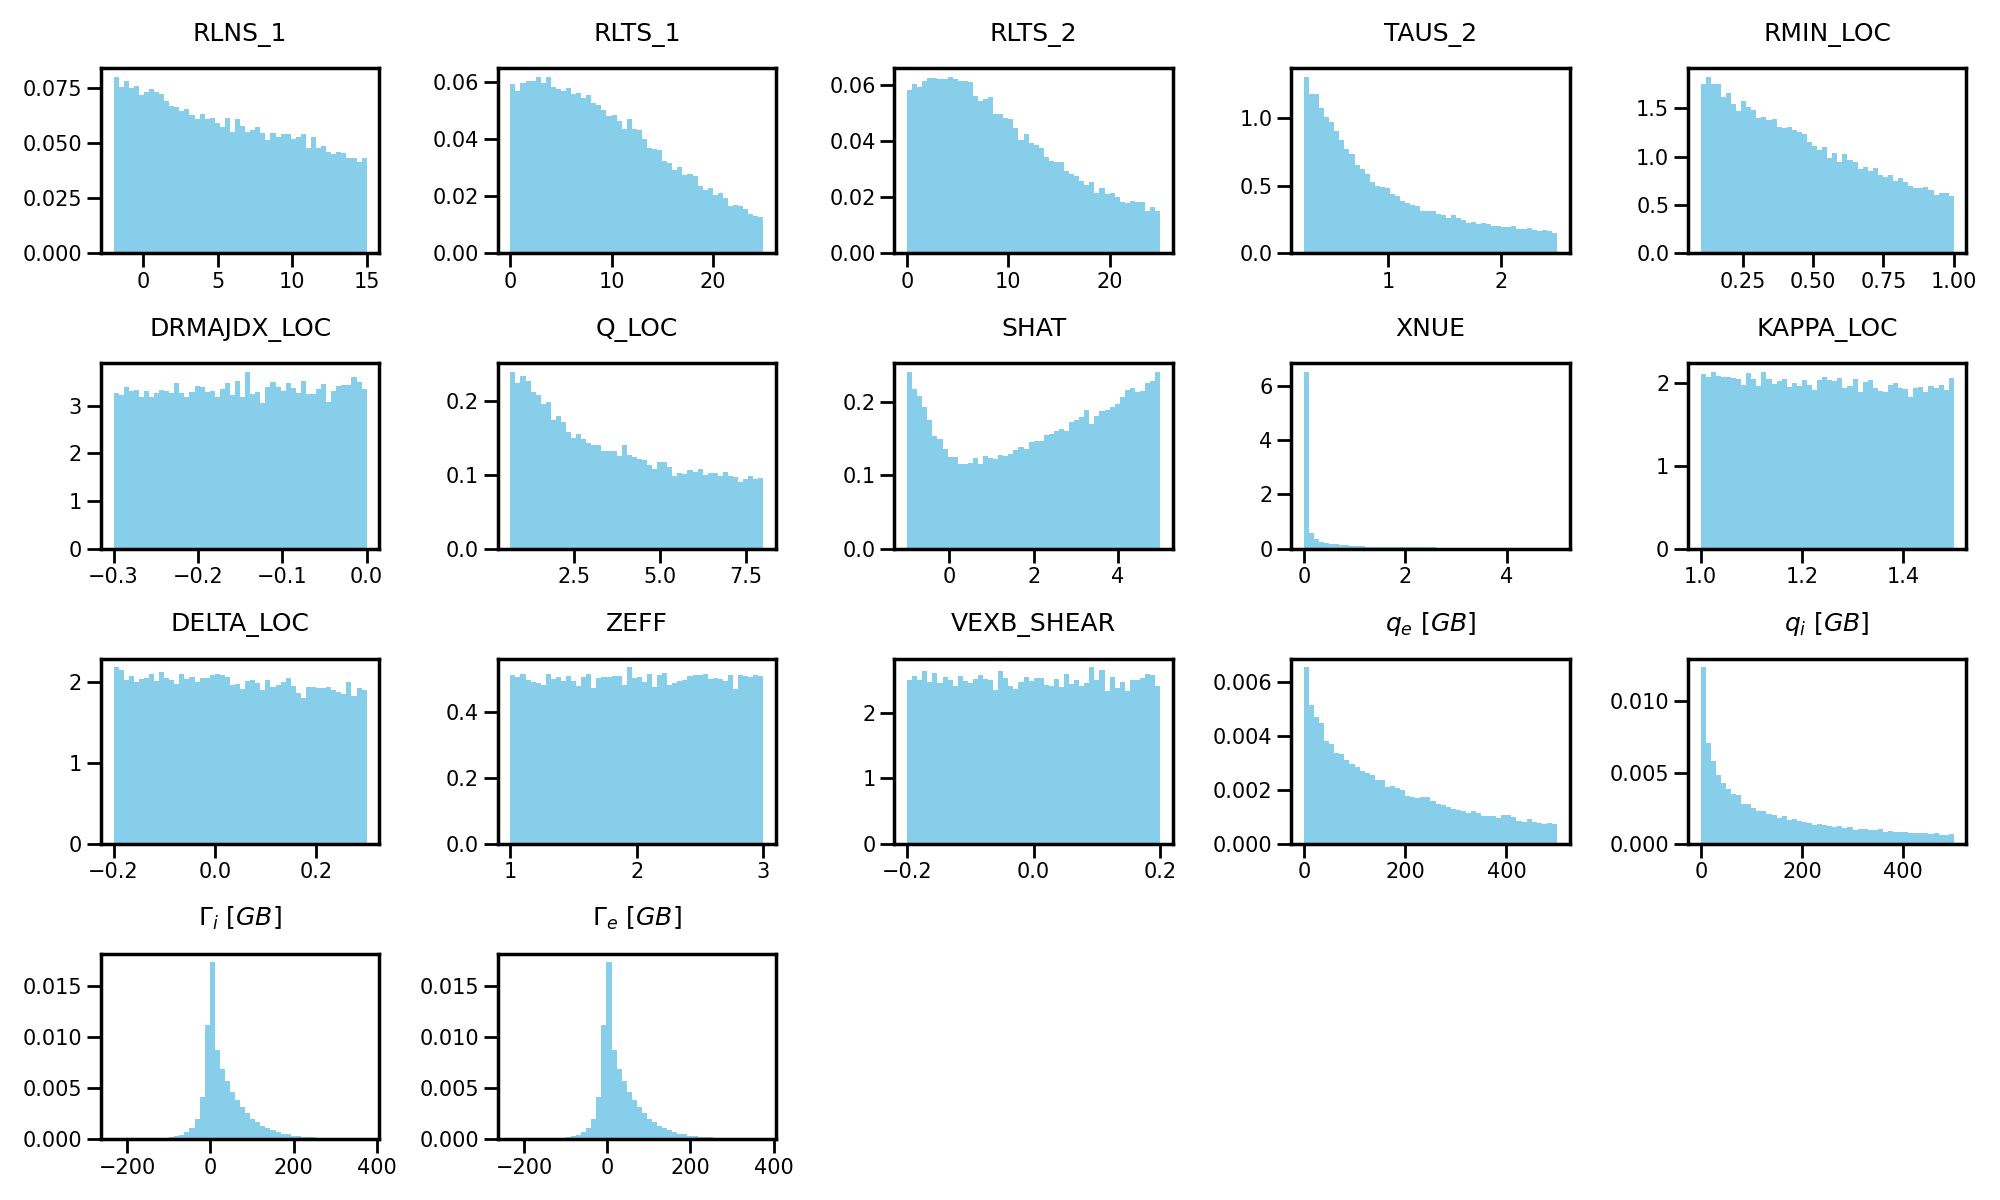 RLNS_1 RLTS_1 RLTS_2 TAUS_2 RMIN_LOC
0.075 0.050 0.025 0.000 0 5 10 15
0.06 0.04 0.02 0.00 0 10 20
0.06 0.04 0.02 0.00 0 10 20
1.0 0.5 0.0 1 2
1.5 1.0 0.5 0.0 0.25 0.50 0.75 1.00
DRMAJDX_LOC Q_LOC SHAT XNUE KAPPA_LOC
3 2 1 0 −0.3 −0.2 −0.1 0.0
0.2 0.1 0.0 2.5 5.0 7.5
0.2 0.1 0.0 0 2 4
6 4 2 0 0 2 4
2 1 0 1.0 1.2 1.4
DELTA_LOC ZEFF VEXB_SHEAR q_e [GB] q_i [GB]
2 1 0 −0.2 0.0 0.2
0.4 0.2 0.0 1 2 3
2 1 0 −0.2 0.0 0.2
0.006 0.004 0.002 0.000 0 200 400
0.010 0.005 0.000 0 200 400
Γ_i [GB] Γ_e [GB]
0.015 0.010 0.005 0.000 −200 0 200 400
0.015 0.010 0.005 0.000 −200 0 200 400